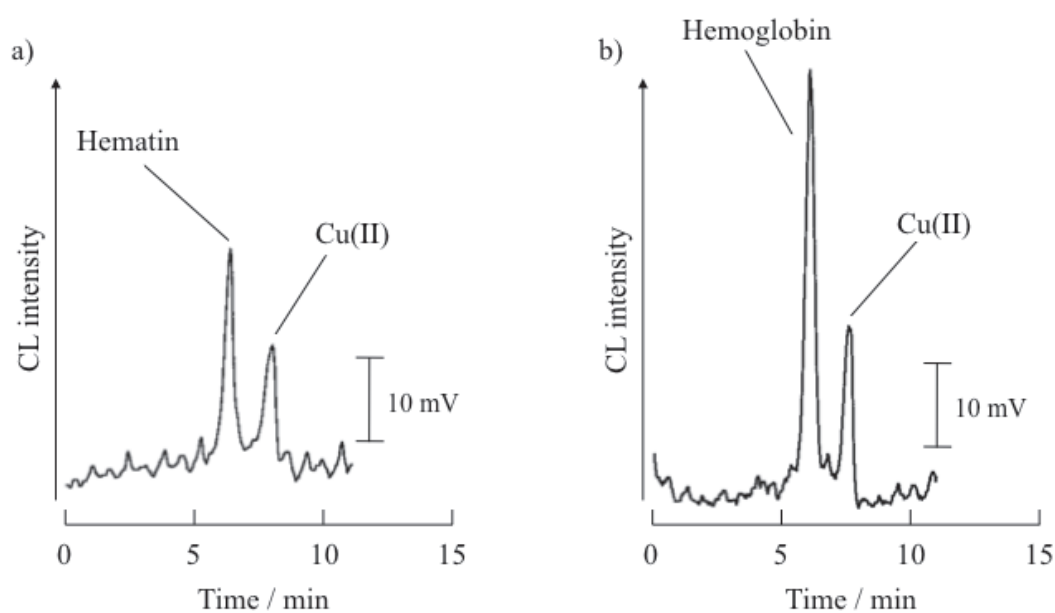 a)
Hematin
Cu(II)
CL intensity
10 mV
0 5 10 15
Time / min
b)
Hemoglobin
Cu(II)
CL intensity
10 mV
0 5 10 15
Time / min